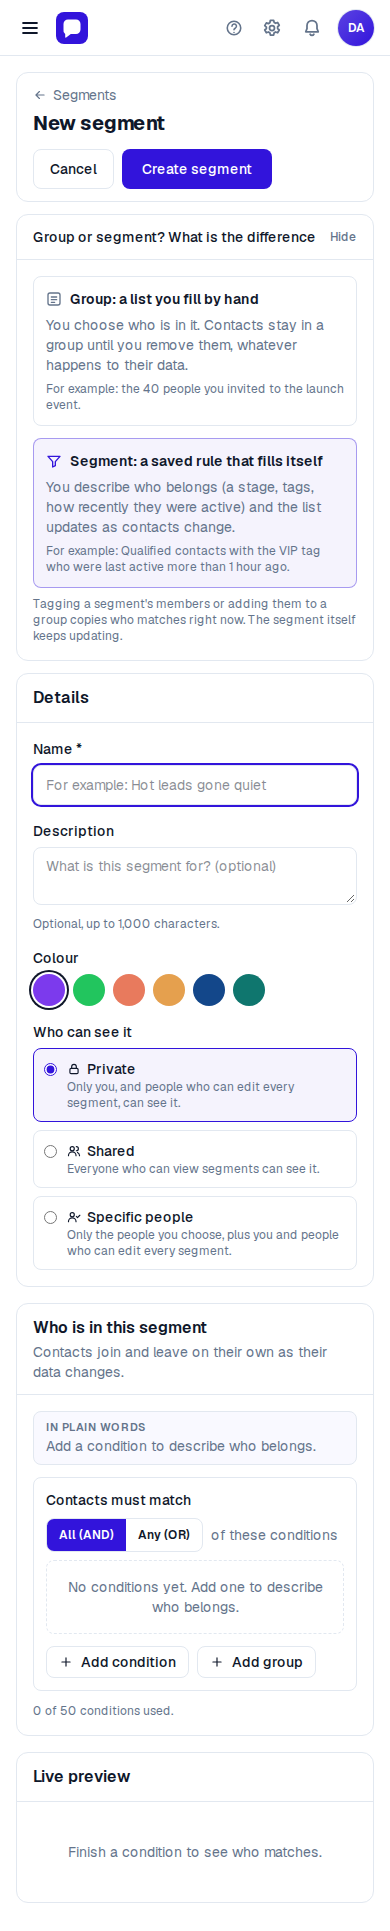 DA
Segments
New segment
Cancel
Create segment
Group or segment? What is the difference
Hide
Group: a list you fill by hand
You choose who is in it. Contacts stay in a
group until you remove them, whatever
happens to their data.
For example: the 40 people you invited to the launch
event.
Segment: a saved rule that fills itself
You describe who belongs (a stage, tags,
how recently they were active) and the list
updates as contacts change.
For example: Qualified contacts with the VIP tag
who were last active more than 1 hour ago.
Tagging a segment's members or adding them to a
group copies who matches right now. The segment itself
keeps updating.
Details
Name *
For example: Hot leads gone quiet
Description
What is this segment for? (optional)
Optional, up to 1,000 characters.
Colour
Who can see it
Private
Only you, and people who can edit every
segment, can see it.
Shared
Everyone who can view segments can see it.
Specific people
Only the people you choose, plus you and people
who can edit every segment.
Who is in this segment
Contacts join and leave on their own as their
data changes.
IN PLAIN WORDS
Add a condition to describe who belongs.
Contacts must match
All (AND) Any (OR) of these conditions
No conditions yet. Add one to describe
who belongs.
Add condition
Add group
0 of 50 conditions used.
Live preview
Finish a condition to see who matches.